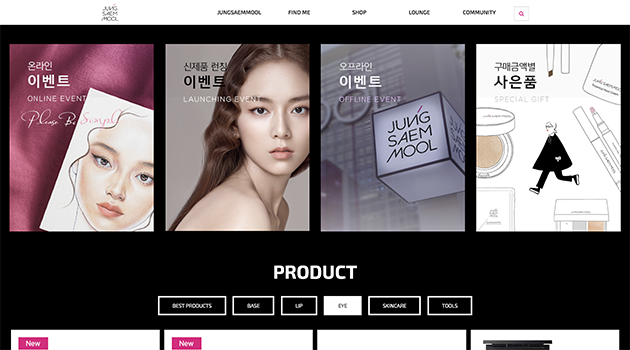 JUNG
SAEM
MOOL
JUNGSAEMMOOL
FIND ME
SHOP
LOUNGE
COMMUNITY
온라인
이벤트
ONLINE EVENT
Please Be Simple
신제품 런칭
이벤트
LAUNCHING EVENT
오프라인
이벤트
OFFLINE EVENT
JUNG
SAEM
MOOL
구매금액별
사은품
SPECIAL GIFT
PRODUCT
BEST PRODUCTS
BASE
LIP
EYE
SKINCARE
TOOLS
New
New